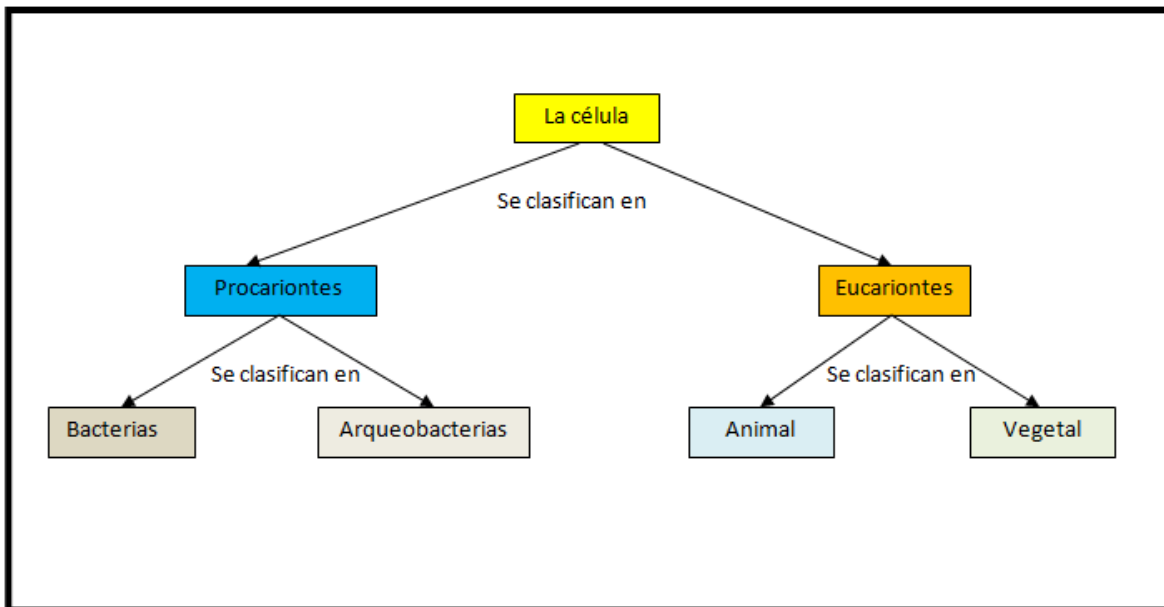 La célula
Se clasifican en
Procariontes
Eucariontes
Se clasifican en
Se clasifican en
Bacterias
Arqueobacterias
Animal
Vegetal